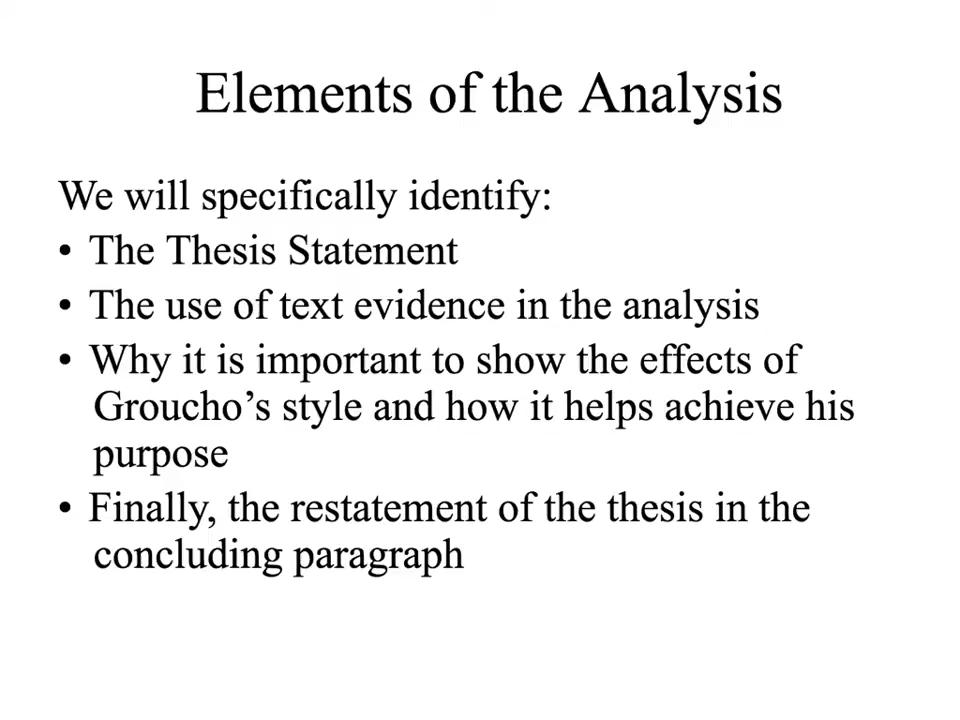 Elements of the Analysis
We will specifically identify:
• The Thesis Statement
• The use of text evidence in the analysis
• Why it is important to show the effects of
Groucho’s style and how it helps achieve his
purpose
• Finally, the restatement of the thesis in the
concluding paragraph